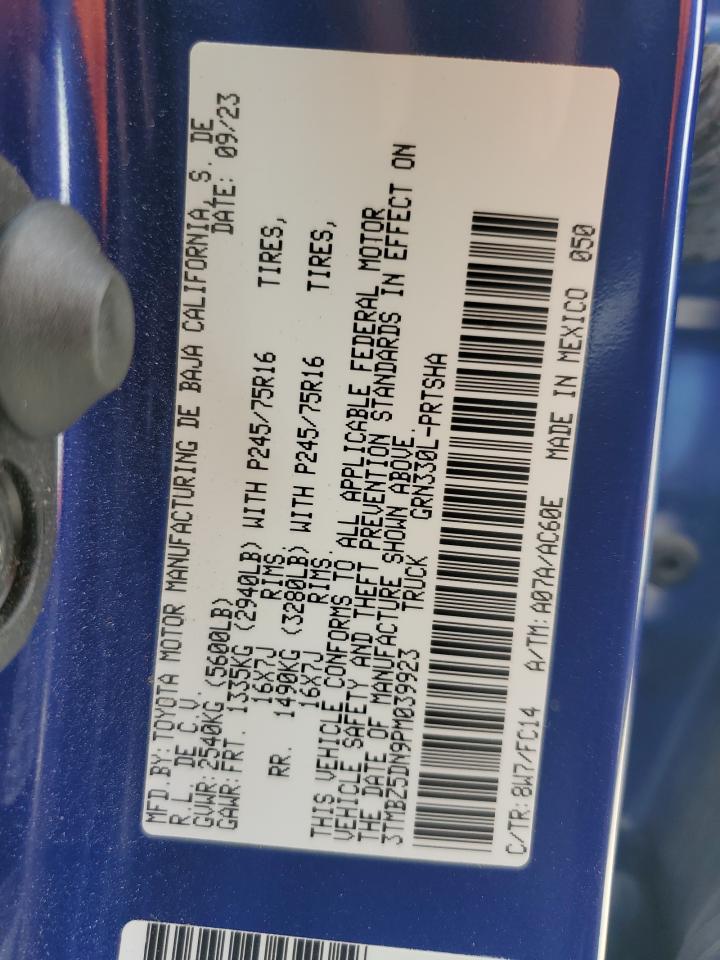 MFD.BY: TOYOTA MOTOR MANUFACTURING DE BAJA CALIFORNIA, S. DE
R.L. DE C.V. DATE: 09/23
GVWR: 2540KG (5600LB)
GAWR: FRT. 1335KG (2940LB) WITH P245/75R16 TIRES,
16X7J RIMS
RR. 1490KG (3280LB) WITH P245/75R16 TIRES,
16X7J RIMS.
THIS VEHICLE CONFORMS TO ALL APPLICABLE FEDERAL MOTOR
VEHICLE SAFETY AND THEFT PREVENTION STANDARDS IN EFFECT ON
THE DATE OF MANUFACTURE SHOWN ABOVE.
3TMBZ5DN9PM039923 TRUCK GRN330L-PRTSHA
C/TR: 8W7/FC14 A/TM: A07A/AC60E MADE IN MEXICO 050